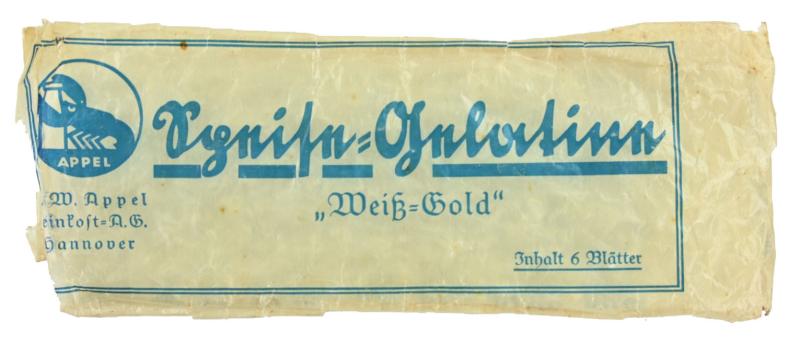 APPEL
Speise=Gelatine
„Weiß=Gold“
.W. Appel
einkost=A.G.
Hannover
Inhalt 6 Blätter